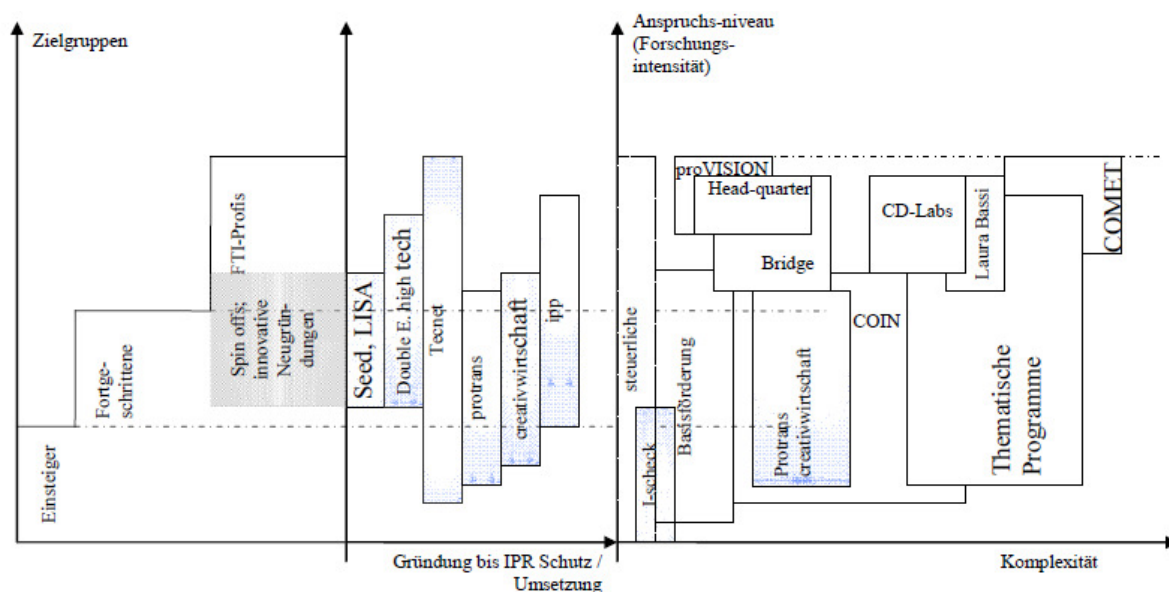 Zielgruppen
Anspruchs-niveau
(Forschungs-
intensität)
Einsteiger
Fortge-
schrittene
FTI-Profis
Spin offs;
innovative
Neugrün-
dungen
Seed, LISA
Double E. high tech
Tecnet
protrans
creativwirtschaft
ipp
steuerliche
I-scheck
Basisförderung
proVISION
Head-quarter
Bridge
Protrans
creativwirtschaft
COIN
CD-Labs
Laura Bassi
Thematische
Programme
COMET
Gründung bis IPR Schutz /
Umsetzung
Komplexität